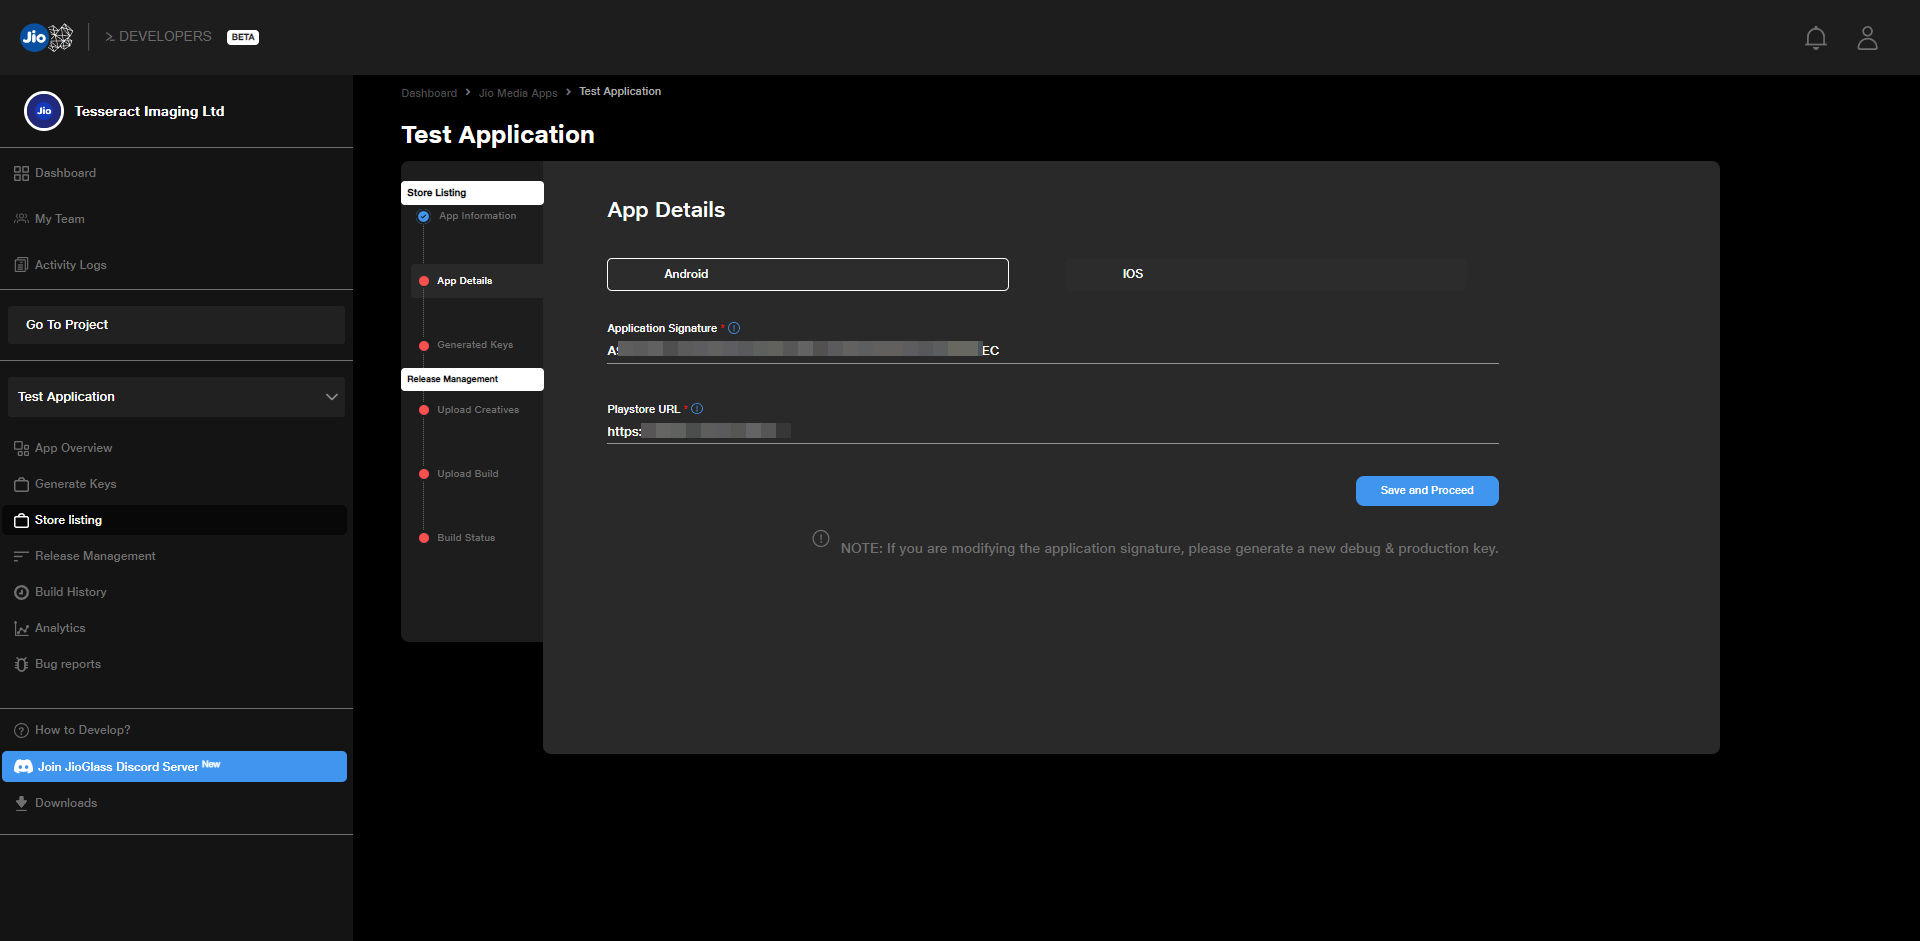 Jio
>_ DEVELOPERS BETA
Jio
Tesseract Imaging Ltd
Dashboard
My Team
Activity Logs
Go To Project
Test Application
App Overview
Generate Keys
Store listing
Release Management
Build History
Analytics
Bug reports
How to Develop?
Join JioGlass Discord Server New
Downloads
Dashboard > Jio Media Apps > Test Application
Test Application
Store Listing
App Information
App Details
Generated Keys
Release Management
Upload Creatives
Upload Build
Build Status
App Details
Android
IOS
Application Signature *
EC
Playstore URL *
https:
Save and Proceed
NOTE: If you are modifying the application signature, please generate a new debug & production key.